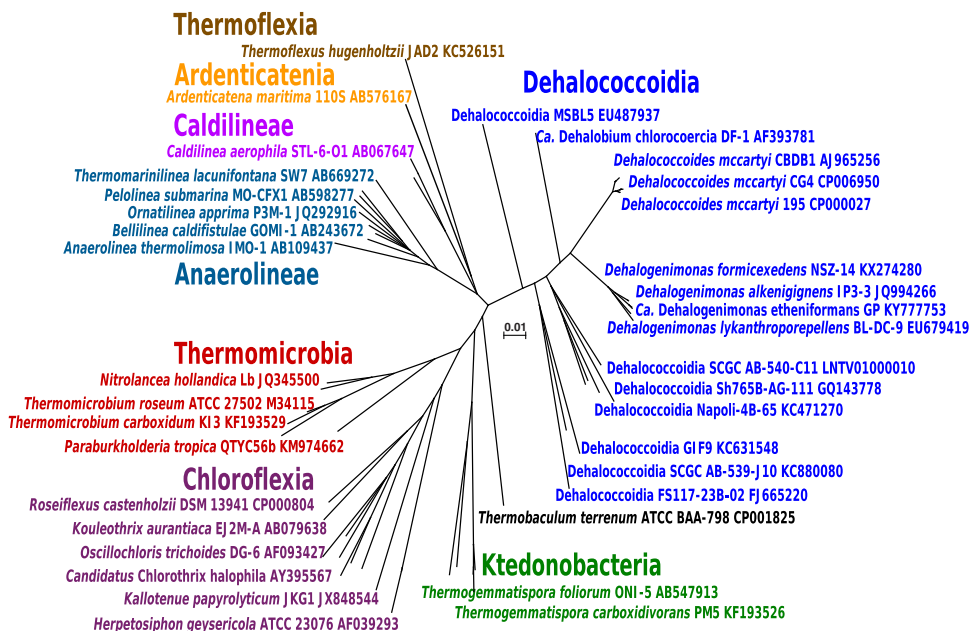 Thermoflexia
Thermoflexus hugenholtzii JAD2 KC526151
Ardenticatenia
Ardenticatena maritima 110S AB576167
Caldilineae
Caldilinea aerophila STL-6-O1 AB067647
Thermomarinilinea lacunifontana SW7 AB669272
Pelolinea submarina MO-CFX1 AB598277
Ornatilinea apprima P3M-1 JQ292916
Bellilinea caldifistulae GOMI-1 AB243672
Anaerolinea thermolimosa IMO-1 AB109437
Anaerolineae
Dehalococcoidia
Dehalococcoidia MSBL5 EU487937
Ca. Dehalobium chlorocoercia DF-1 AF393781
Dehalococcoides mccartyi CBDB1 AJ965256
Dehalococcoides mccartyi CG4 CP006950
Dehalococcoides mccartyi 195 CP000027
Dehalogenimonas formicexedens NSZ-14 KX274280
Dehalogenimonas alkenigignens IP3-3 JQ994266
Ca. Dehalogenimonas etheniformans GP KY777753
Dehalogenimonas lykanthroporepellens BL-DC-9 EU679419
0.01
Dehalococcoidia SCGC AB-540-C11 LNTV01000010
Dehalococcoidia Sh765B-AG-111 GQ143778
Dehalococcoidia Napoli-4B-65 KC471270
Dehalococcoidia GIF9 KC631548
Dehalococcoidia SCGC AB-539-J10 KC880080
Dehalococcoidia FS117-23B-02 FJ665220
Thermobaculum terrenum ATCC BAA-798 CP001825
Thermomicrobia
Nitrolancea hollandica Lb JQ345500
Thermomicrobium roseum ATCC 27502 M34115
Thermomicrobium carboxidum KI3 KF193529
Paraburkholderia tropica QTYC56b KM974662
Chloroflexia
Roseiflexus castenholzii DSM 13941 CP000804
Kouleothrix aurantiaca EJ2M-A AB079638
Oscillochloris trichoides DG-6 AF093427
Candidatus Chlorothrix halophila AY395567
Kallotenue papyrolyticum JKG1 JX848544
Herpetosiphon geysericola ATCC 23076 AF039293
Ktedonobacteria
Thermogemmatispora foliorum ONI-5 AB547913
Thermogemmatispora carboxidivorans PM5 KF193526